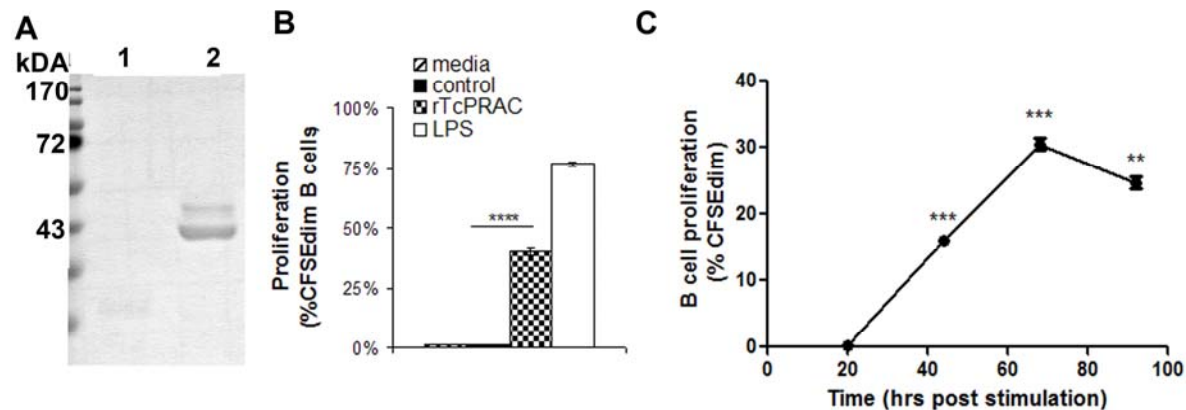 A
kDA 1 2
170
72
43
B
media
control
rTcPRAC
LPS
Proliferation
(%CFSEdim B cells)
100%
75%
50%
25%
0%
****
C
B cell proliferation
(% CFSEdim)
40
30
20
10
0
***
***
**
0 20 40 60 80 100
Time (hrs post stimulation)